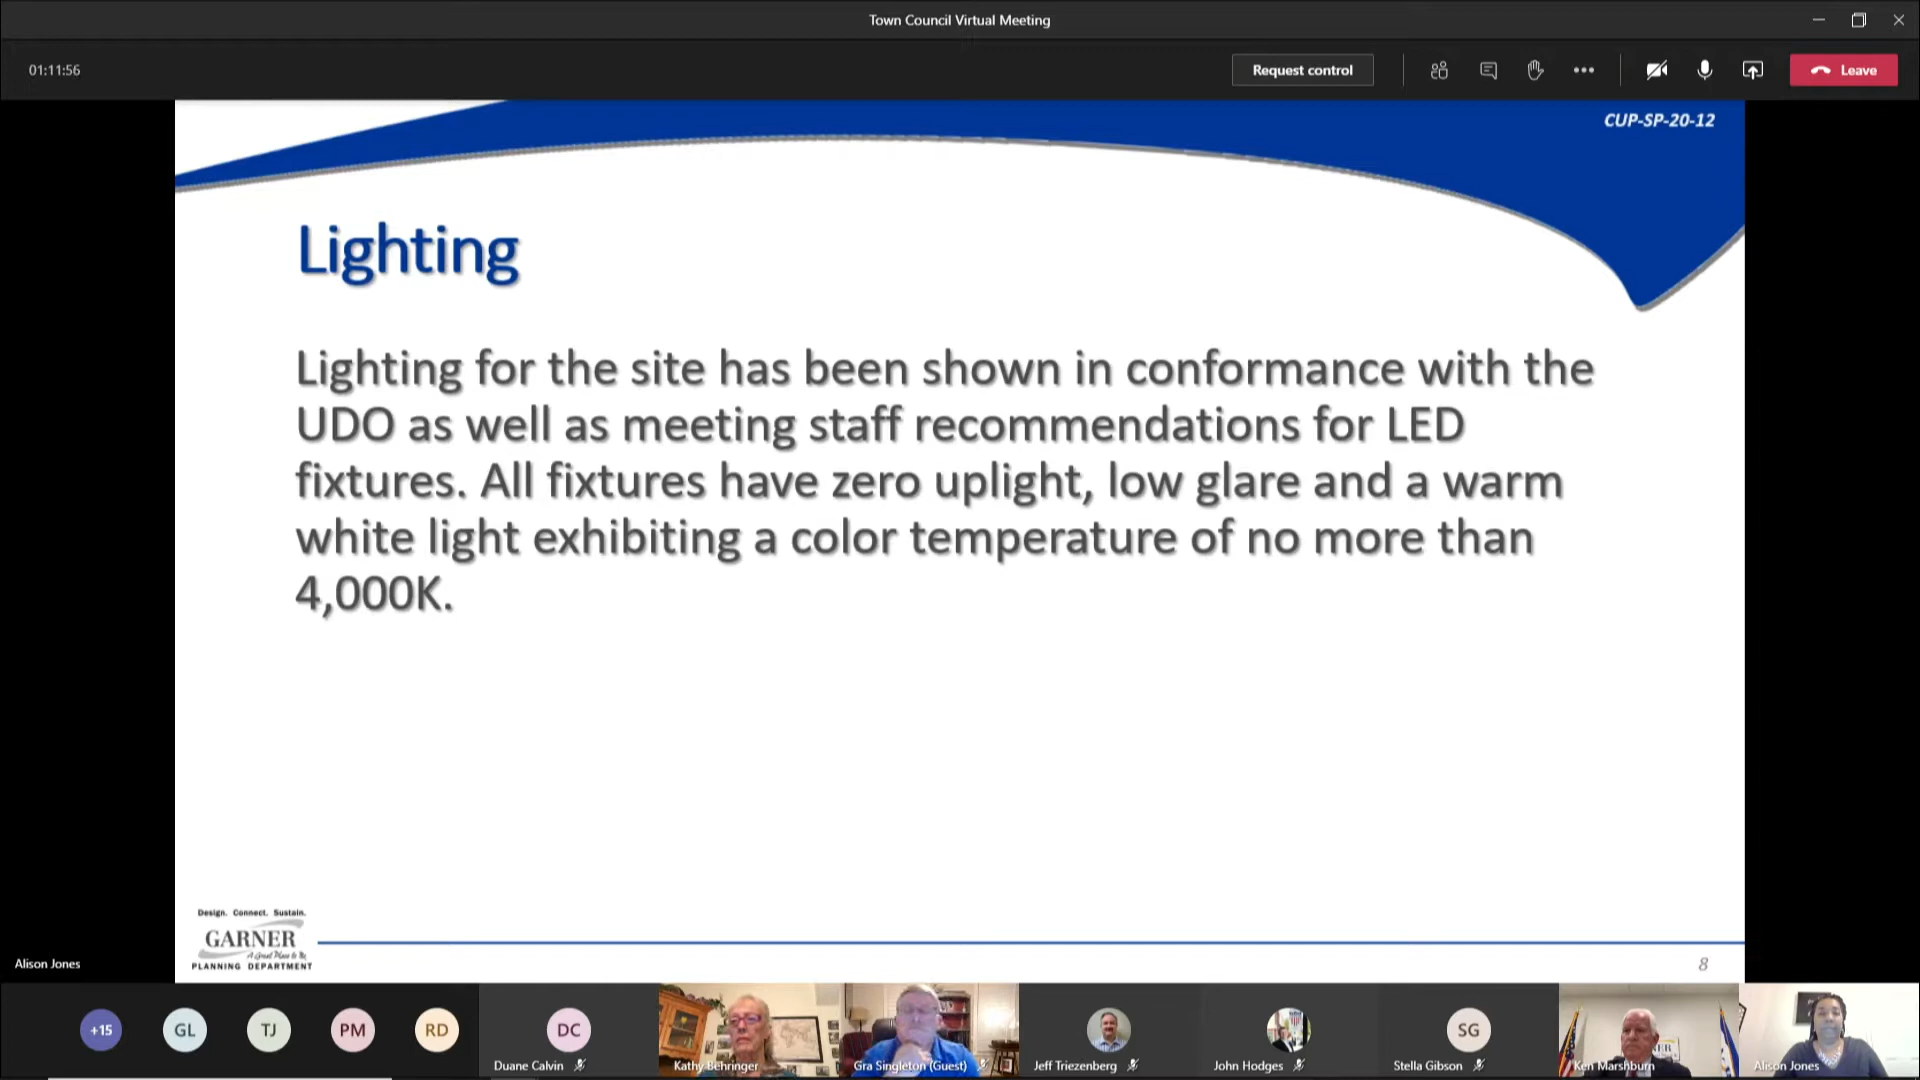 Town Council Virtual Meeting
01:11:56
Request control
Leave
CUP-SP-20-12
Lighting
Lighting for the site has been shown in conformance with the
UDO as well as meeting staff recommendations for LED
fixtures. All fixtures have zero uplight, low glare and a warm
white light exhibiting a color temperature of no more than
4,000K.
Design. Connect. Sustain.
GARNER
A Great Place to Be
PLANNING DEPARTMENT
8
Alison Jones
+15
GL
TJ
PM
RD
DC
SG
Duane Calvin
Kathy Behringer
Gra Singleton (Guest)
Jeff Triezenberg
John Hodges
Stella Gibson
Ken Marshburn
Alison Jones